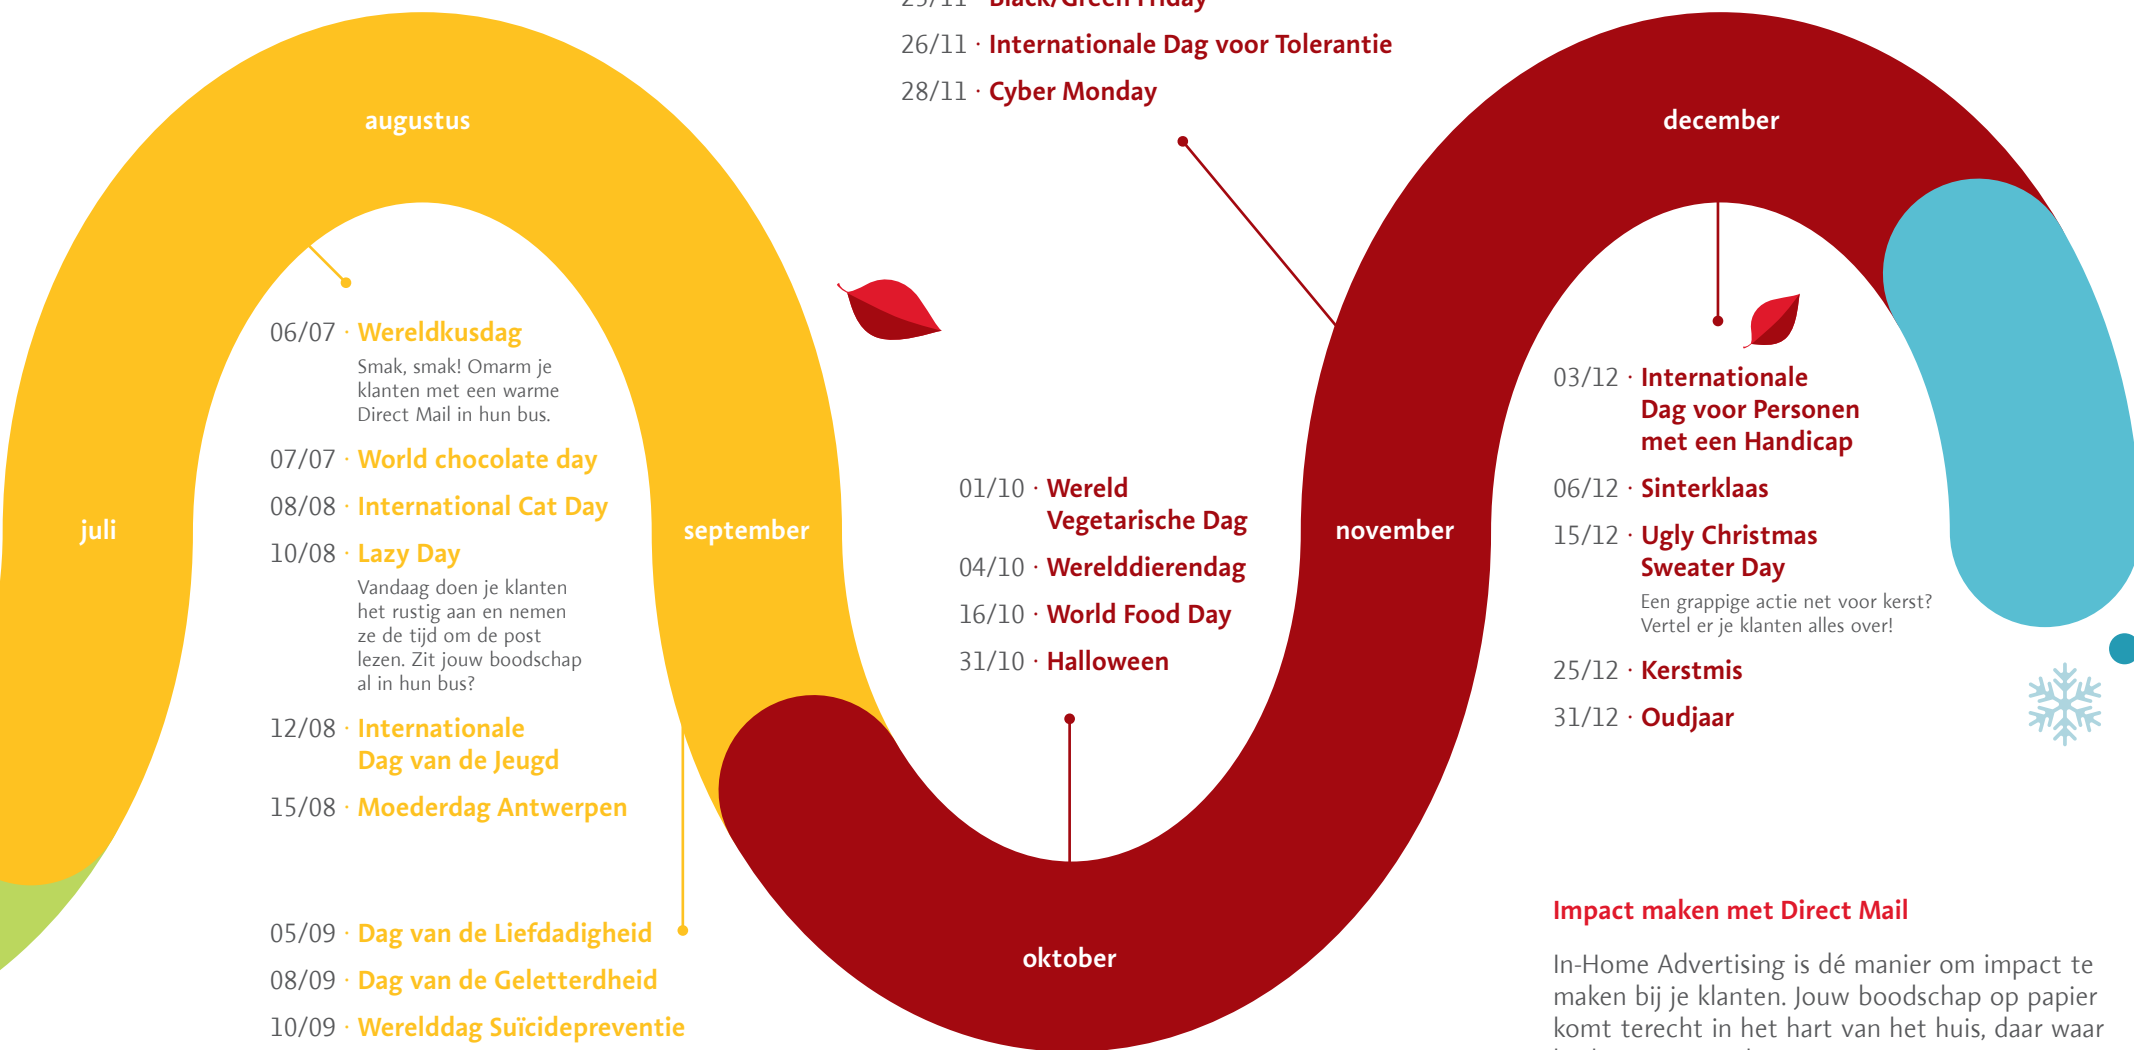 25/11 · Black/Green Friday
26/11 · Internationale Dag voor Tolerantie
28/11 · Cyber Monday
augustus
december
06/07 · Wereldkusdag
Smak, smak! Omarm je
klanten met een warme
Direct Mail in hun bus.
07/07 · World chocolate day
08/08 · International Cat Day
10/08 · Lazy Day
Vandaag doen je klanten
het rustig aan en nemen
ze de tijd om de post
lezen. Zit jouw boodschap
al in hun bus?
12/08 · Internationale
Dag van de Jeugd
15/08 · Moederdag Antwerpen
juli
september
november
01/10 · Wereld
Vegetarische Dag
04/10 · Werelddierendag
16/10 · World Food Day
31/10 · Halloween
03/12 · Internationale
Dag voor Personen
met een Handicap
06/12 · Sinterklaas
15/12 · Ugly Christmas
Sweater Day
Een grappige actie net voor kerst?
Vertel er je klanten alles over!
25/12 · Kerstmis
31/12 · Oudjaar
05/09 · Dag van de Liefdadigheid
08/09 · Dag van de Geletterdheid
10/09 · Werelddag Suïcidepreventie
oktober
Impact maken met Direct Mail
In-Home Advertising is dé manier om impact te
maken bij je klanten. Jouw boodschap op papier
komt terecht in het hart van het huis, daar waar